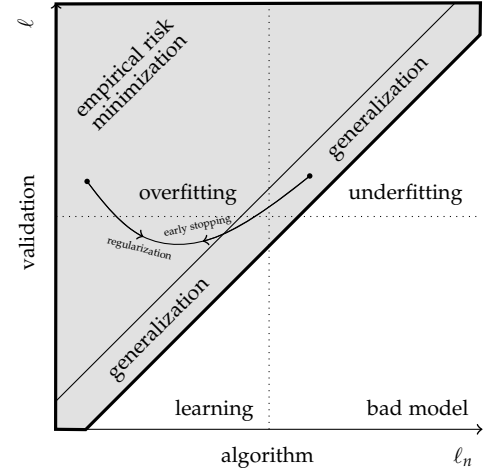 ℓ
empirical risk
minimization
generalization
overfitting
underfitting
validation
early stopping
regularization
generalization
learning
bad model
algorithm
ℓₙ